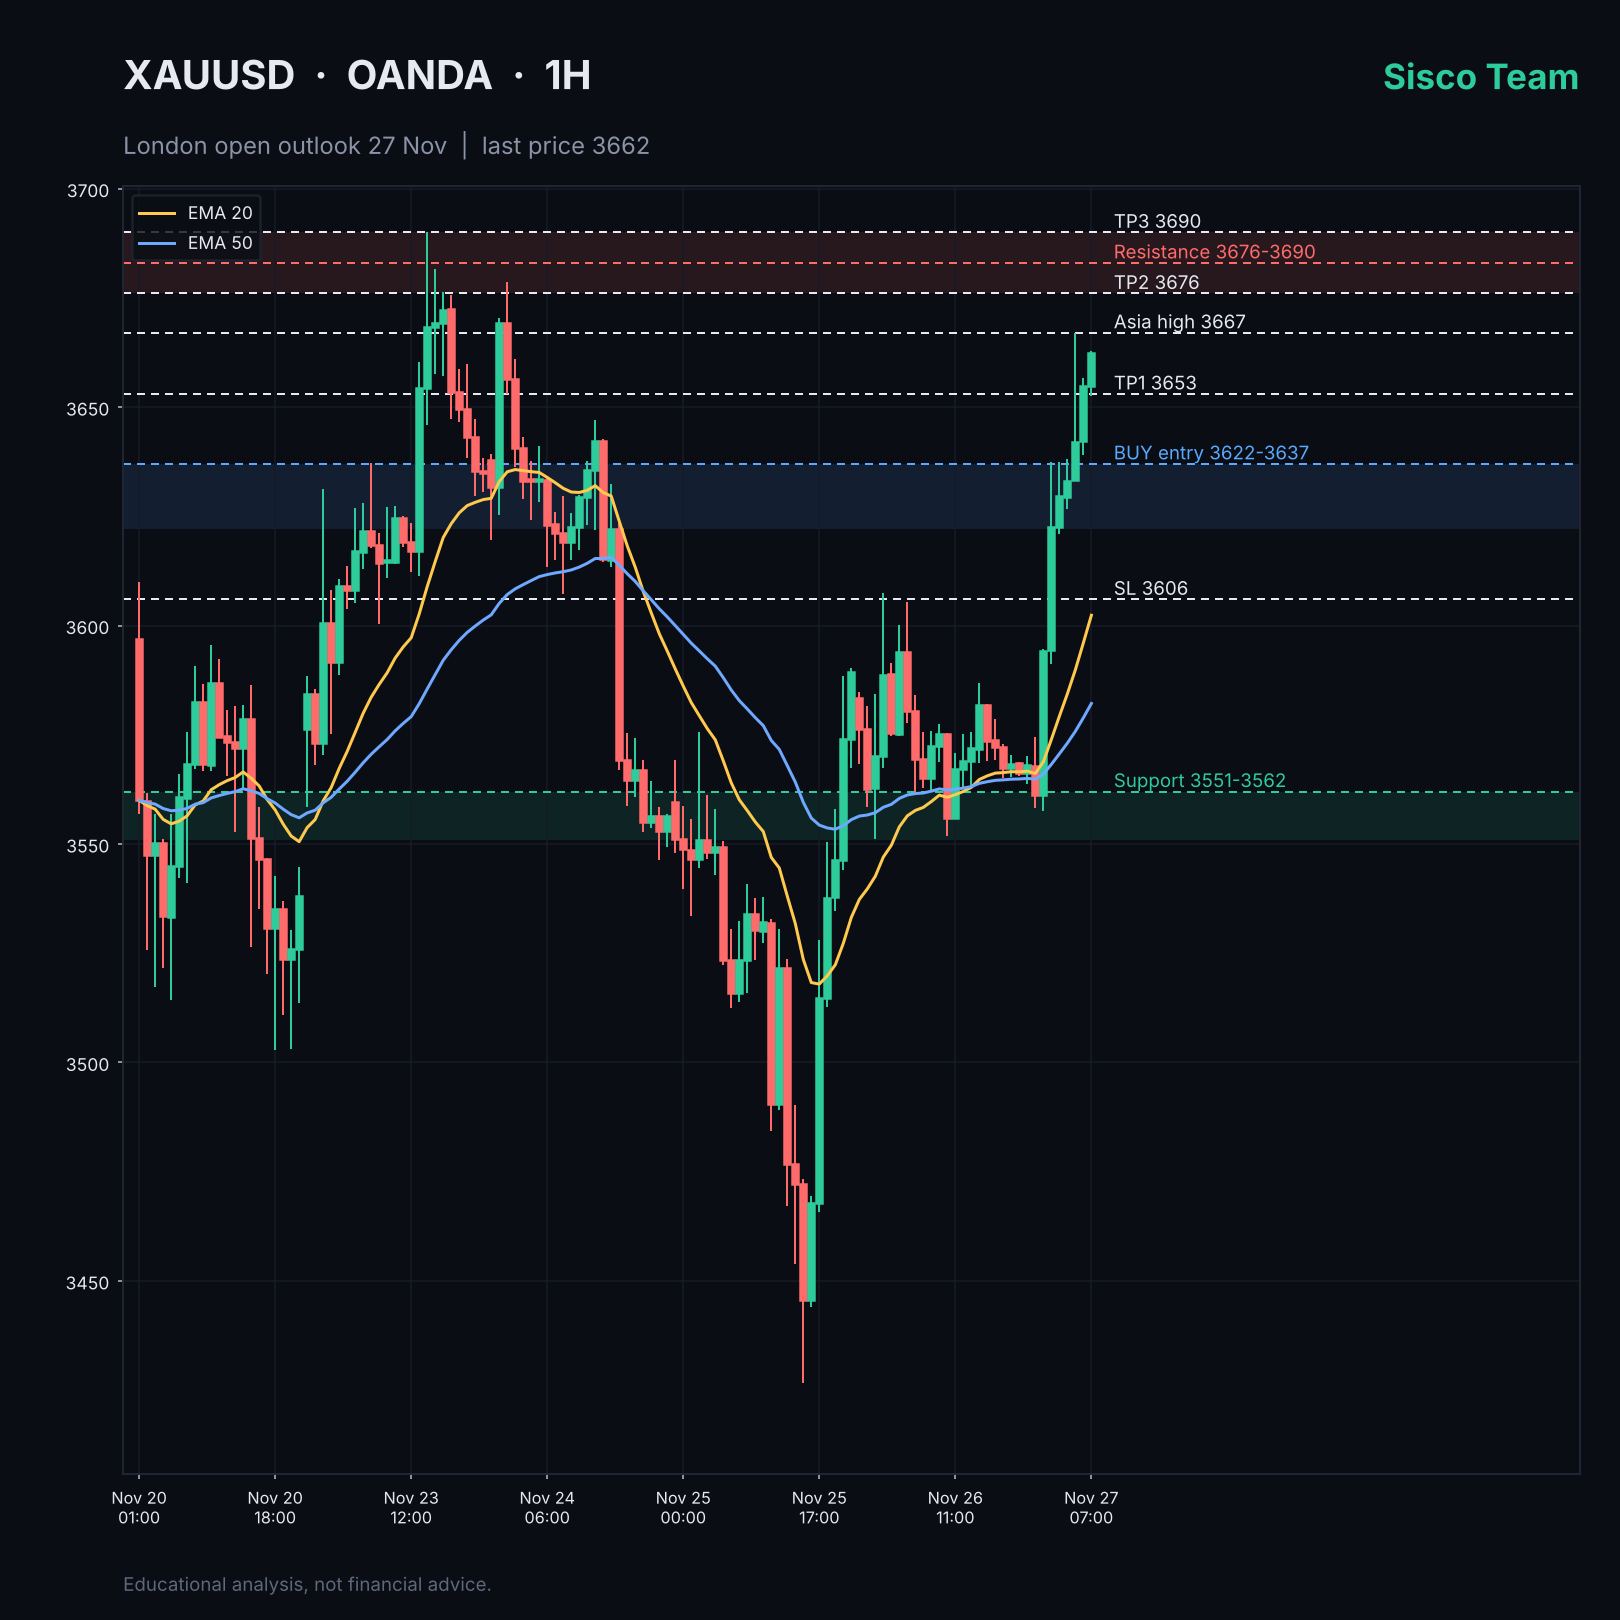 XAUUSD · OANDA · 1H
Sisco Team
London open outlook 27 Nov | last price 3662
EMA 20
EMA 50
3700
3650
3600
3550
3500
3450
TP3 3690
Resistance 3676-3690
TP2 3676
Asia high 3667
TP1 3653
BUY entry 3622-3637
SL 3606
Support 3551-3562
Nov 20
01:00
Nov 20
18:00
Nov 23
12:00
Nov 24
06:00
Nov 25
00:00
Nov 25
17:00
Nov 26
11:00
Nov 27
07:00
Educational analysis, not financial advice.